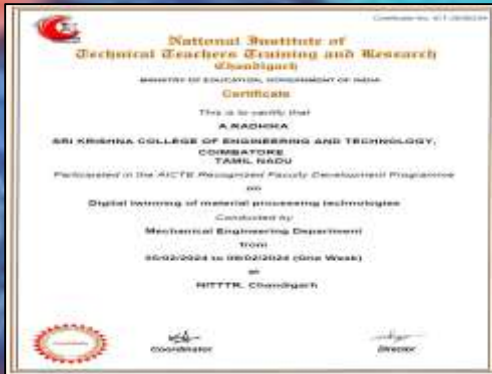 National Institute of
Technical Teachers Training and Research
Chandigarh
MINISTRY OF EDUCATION, GOVERNMENT OF INDIA
Certificate
This is to certify that
A RADHIKA
SRI KRISHNA COLLEGE OF ENGINEERING AND TECHNOLOGY,
COIMBATORE
TAMIL NADU
Participated in the AICTE Recognized Faculty Development Programme
on
Digital twinning of material processing technologies
Conducted by
Mechanical Engineering Department
from
05/02/2024 to 09/02/2024 (One Week)
at
NITTTR, Chandigarh
Coordinator
Director